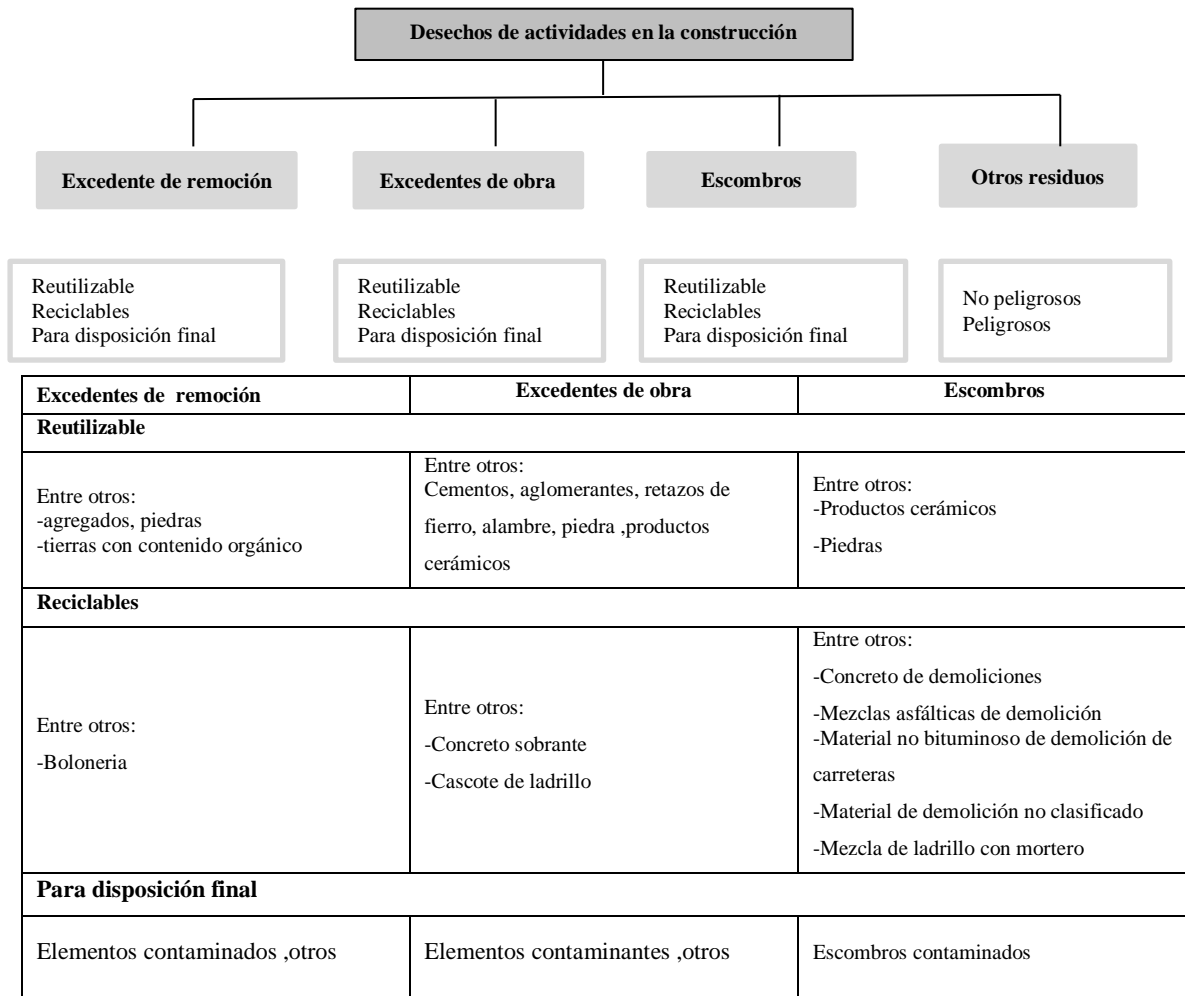 Desechos de actividades en la construcción
Excedente de remoción
Excedentes de obra
Escombros
Otros residuos
Reutilizable
Reciclables
Para disposición final
Reutilizable
Reciclables
Para disposición final
Reutilizable
Reciclables
Para disposición final
No peligrosos
Peligrosos
Excedentes de remoción
Excedentes de obra
Escombros
Reutilizable
Entre otros:
-agregados, piedras
-tierras con contenido orgánico
Entre otros:
Cementos, aglomerantes, retazos de
fierro, alambre, piedra ,productos
cerámicos
Entre otros:
-Productos cerámicos
-Piedras
Reciclables
Entre otros:
-Boloneria
Entre otros:
-Concreto sobrante
-Cascote de ladrillo
Entre otros:
-Concreto de demoliciones
-Mezclas asfálticas de demolición
-Material no bituminoso de demolición de
carreteras
-Material de demolición no clasificado
-Mezcla de ladrillo con mortero
Para disposición final
Elementos contaminados ,otros
Elementos contaminantes ,otros
Escombros contaminados